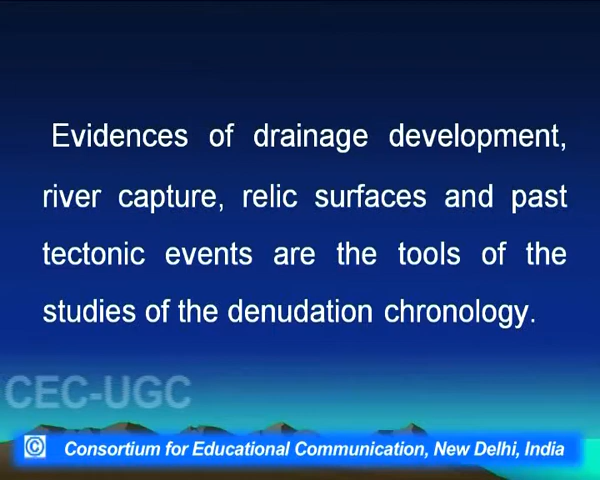 Evidences of drainage development,
river capture, relic surfaces and past
tectonic events are the tools of the
studies of the denudation chronology.
CEC-UGC
© Consortium for Educational Communication, New Delhi, India